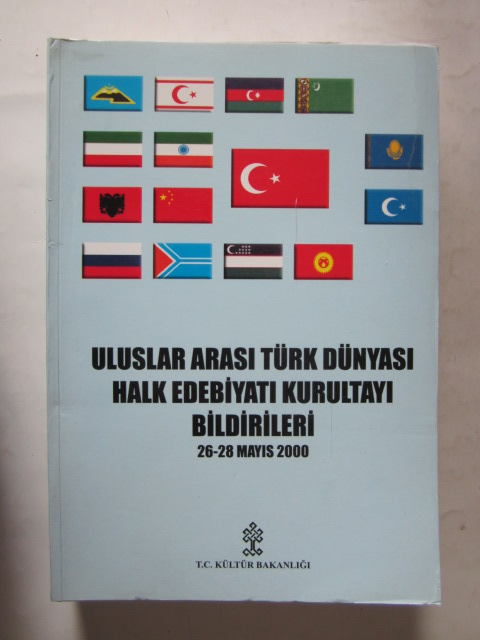 ULUSLAR ARASI TÜRK DÜNYASI
HALK EDEBİYATI KURULTAYI
BİLDİRİLERİ
26-28 MAYIS 2000
T.C. KÜLTÜR BAKANLIĞI